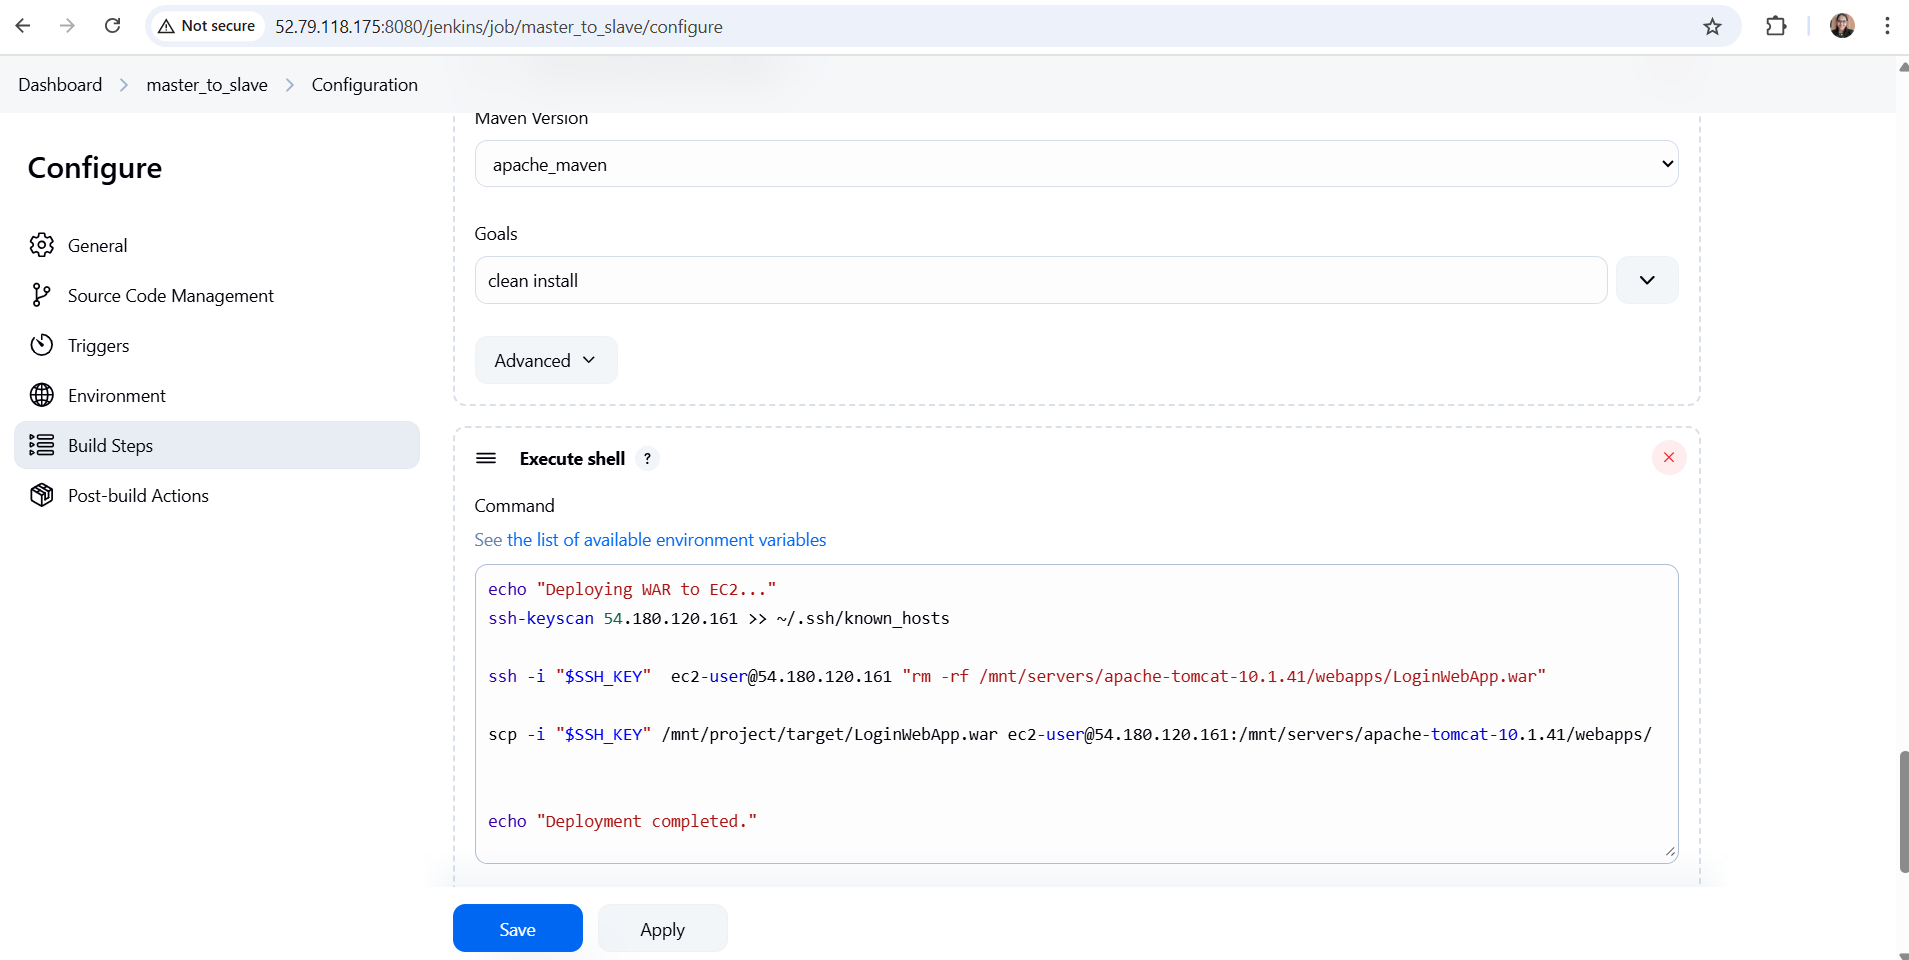 Not secure 52.79.118.175:8080/jenkins/job/master_to_slave/configure
Dashboard master_to_slave Configuration
Configure
General
Source Code Management
Triggers
Environment
Build Steps
Post-build Actions
Maven Version
apache_maven
Goals
clean install
Advanced
Execute shell ?
Command
See the list of available environment variables
echo "Deploying WAR to EC2..."
ssh-keyscan 54.180.120.161 >> ~/.ssh/known_hosts
ssh -i "$SSH_KEY"  ec2-user@54.180.120.161 "rm -rf /mnt/servers/apache-tomcat-10.1.41/webapps/LoginWebApp.war"
scp -i "$SSH_KEY" /mnt/project/target/LoginWebApp.war ec2-user@54.180.120.161:/mnt/servers/apache-tomcat-10.1.41/webapps/
echo "Deployment completed."
Save Apply